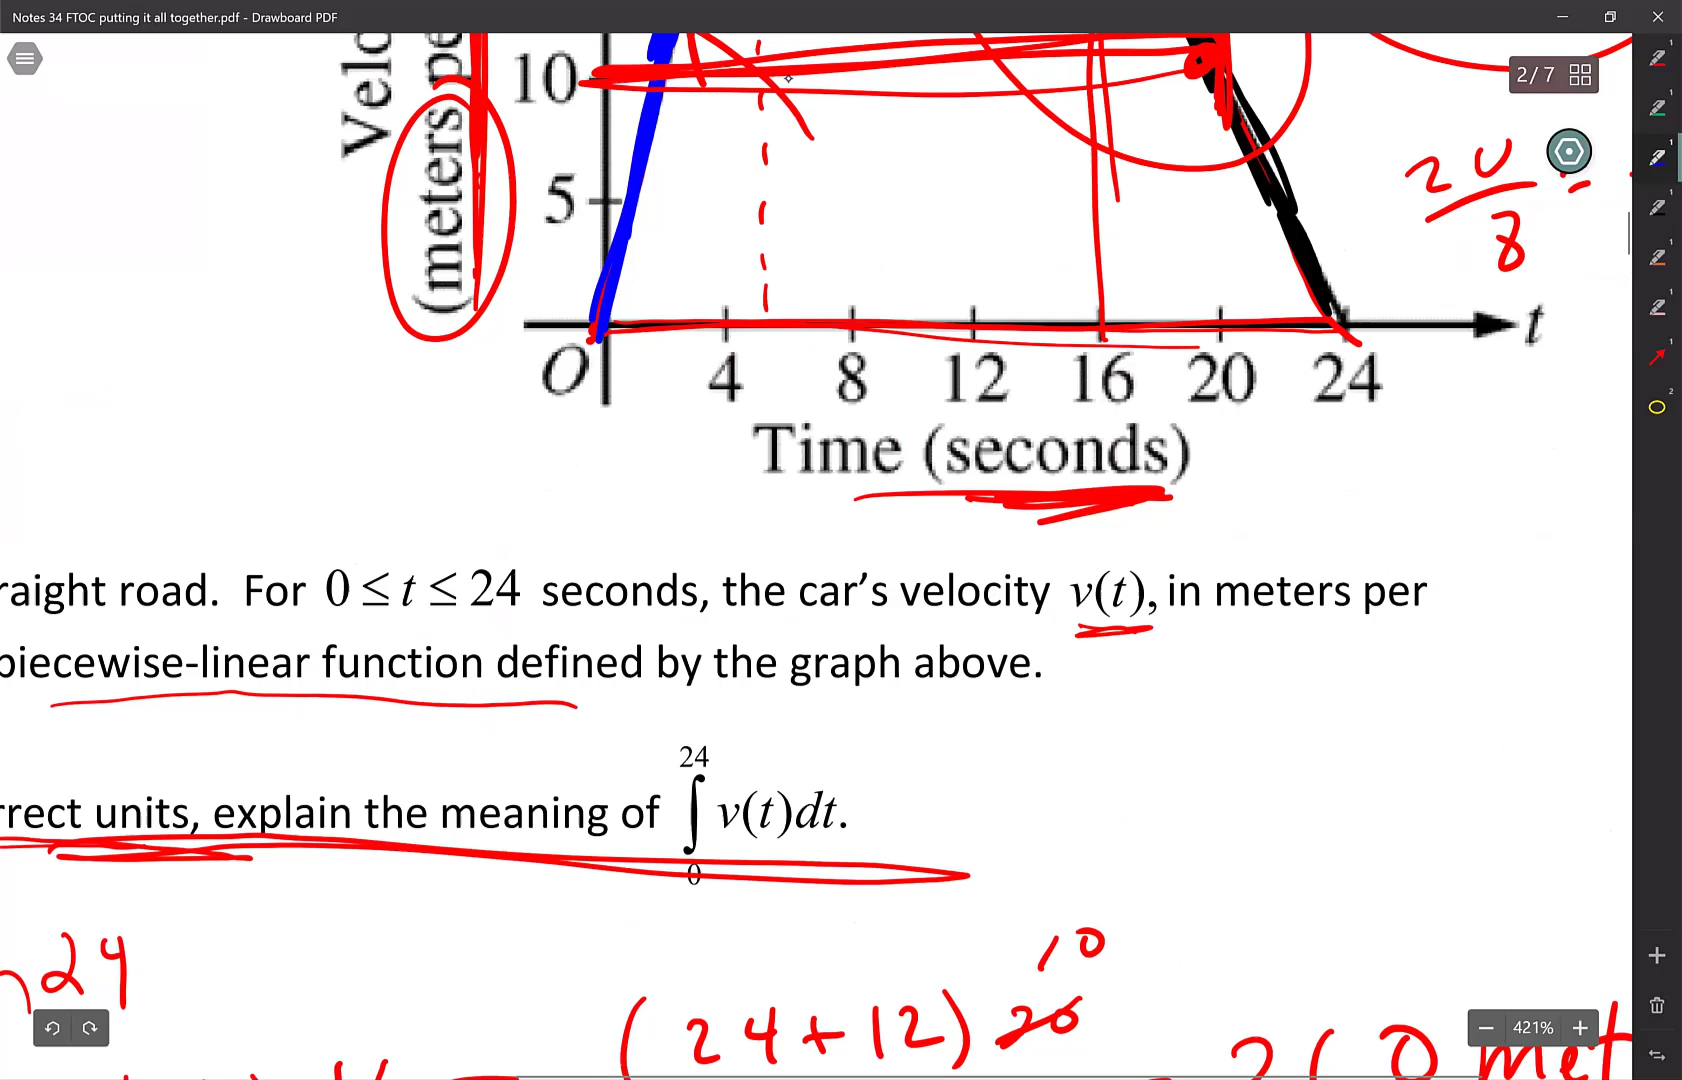 Notes 34 FTOC putting it all together.pdf - Drawboard PDF
2/7
Velo
(meters pe
10
5
20/8 =
O 4 8 12 16 20 24 t
Time (seconds)
raight road. For 0 ≤ t ≤ 24 seconds, the car's velocity v(t), in meters per
piecewise-linear function defined by the graph above.
rrect units, explain the meaning of ∫₀²⁴ v(t)dt.
24
10
(24+12) 20
421%